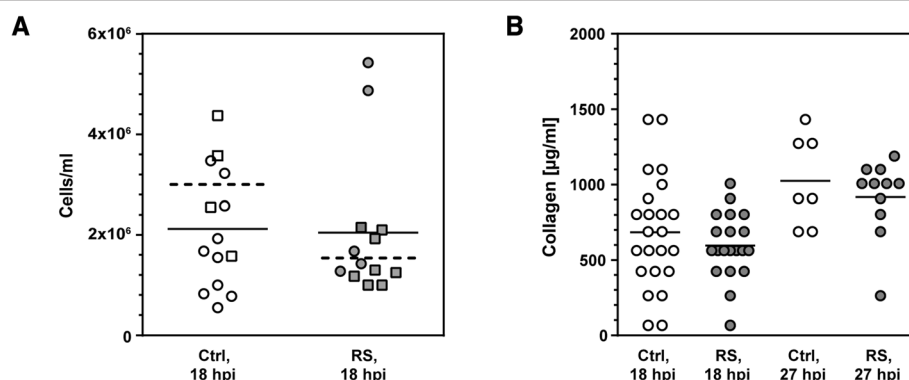 A
B
6x10⁶
4x10⁶
2x10⁶
0
Cells/ml
Ctrl,
18 hpi
RS,
18 hpi
2000
1500
1000
500
0
Collagen [µg/ml]
Ctrl,
18 hpi
RS,
18 hpi
Ctrl,
27 hpi
RS,
27 hpi